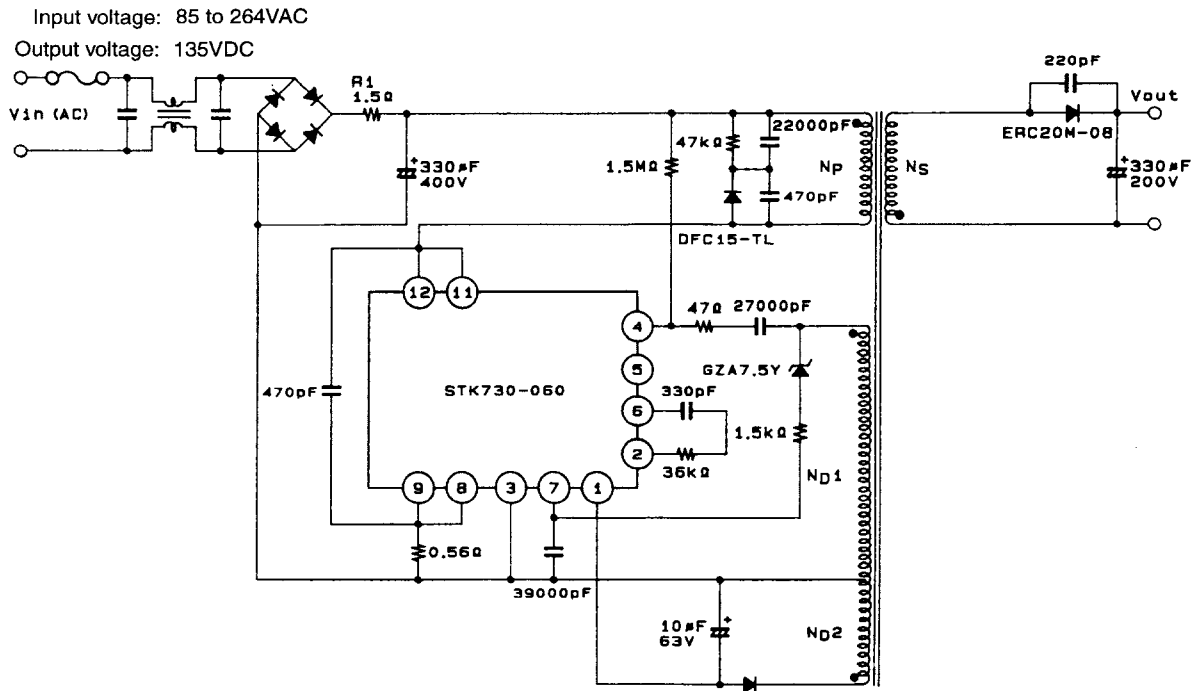 Input voltage: 85 to 264VAC
Output voltage: 135VDC
Vin (AC)
R1
1.5Ω
330μF
400V
1.5MΩ
47kΩ
22000pF
470pF
DFC15-TL
NP
NS
220pF
ERC20M-08
Vout
330μF
200V
12
11
4
5
6
2
9
8
3
7
1
STK730-060
470pF
47Ω
27000pF
GZA7.5Y
330pF
36kΩ
1.5kΩ
ND1
0.56Ω
39000pF
10μF
63V
ND2